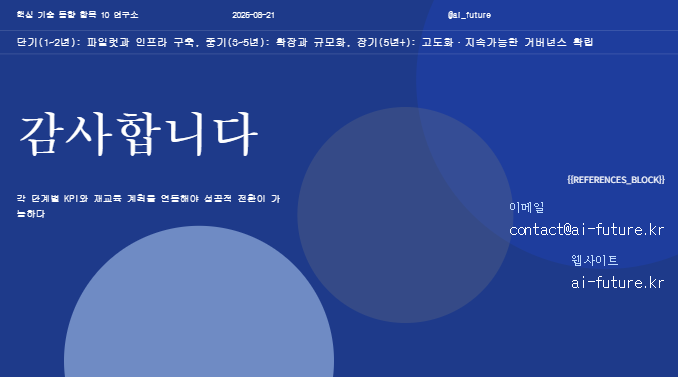 핵심 기술 동향 항목 10 연구소
2025-08-21
@ai_future
단기(1-2년): 파일럿과 인프라 구축, 중기(3-5년): 확장과 규모화, 장기(5년+): 고도화·지속가능한 거버넌스 확립
감사합니다
각 단계별 KPI와 재교육 계획을 연동해야 성공적 전환이 가
능하다
{{REFERENCES_BLOCK}}
이메일
contact@ai-future.kr
웹사이트
ai-future.kr